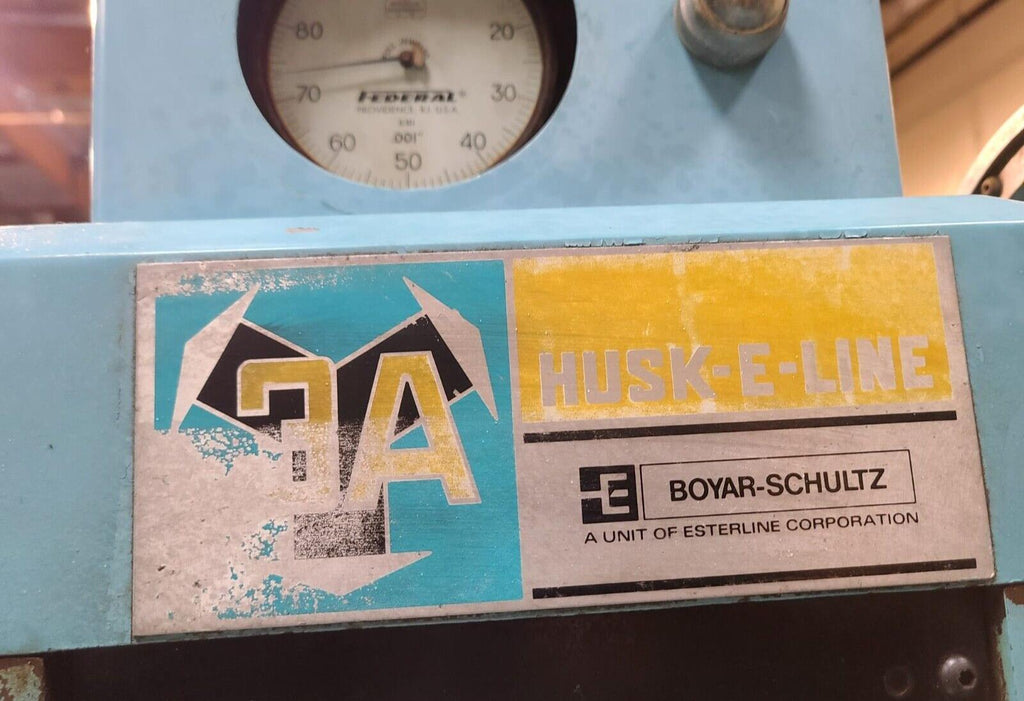 80
20
70
30
FEDERAL®
PROVIDENCE, R.I. U.S.A.
.001"
60
40
50
3A
HUSK-E-LINE
E
BOYAR-SCHULTZ
A UNIT OF ESTERLINE CORPORATION